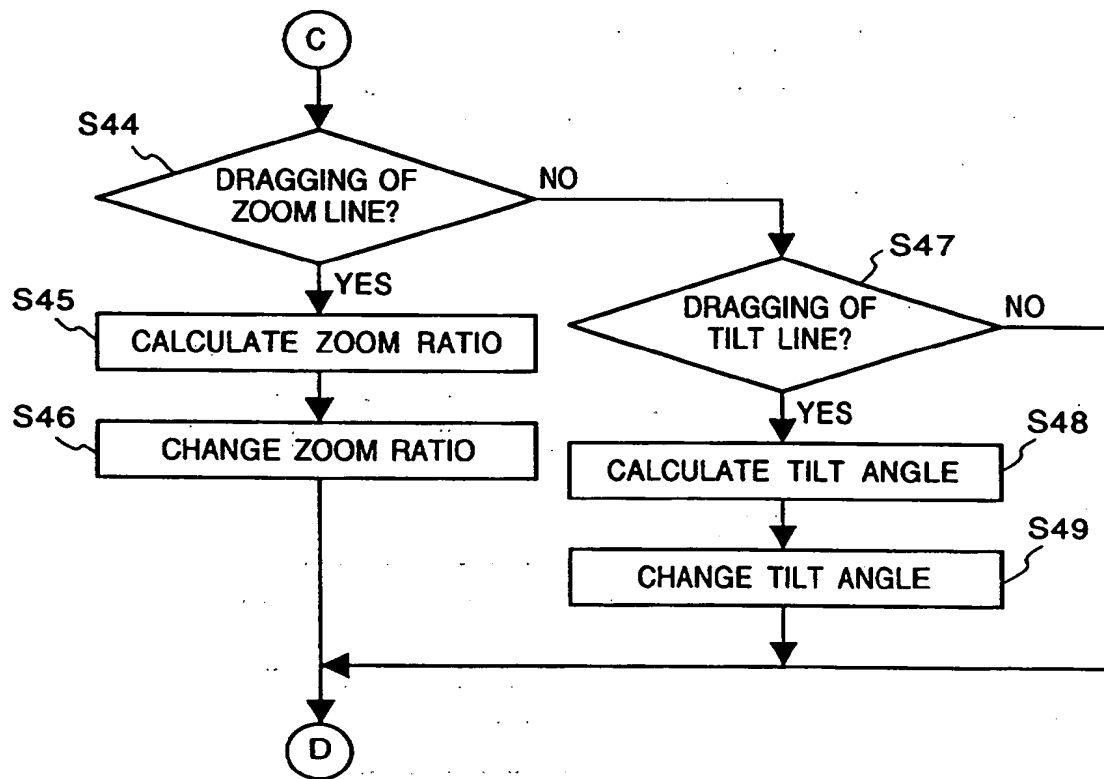 C
S44
DRAGGING OF
ZOOM LINE?
NO
YES
S45
CALCULATE ZOOM RATIO
S46
CHANGE ZOOM RATIO
S47
DRAGGING OF
TILT LINE?
NO
YES
S48
CALCULATE TILT ANGLE
S49
CHANGE TILT ANGLE
D